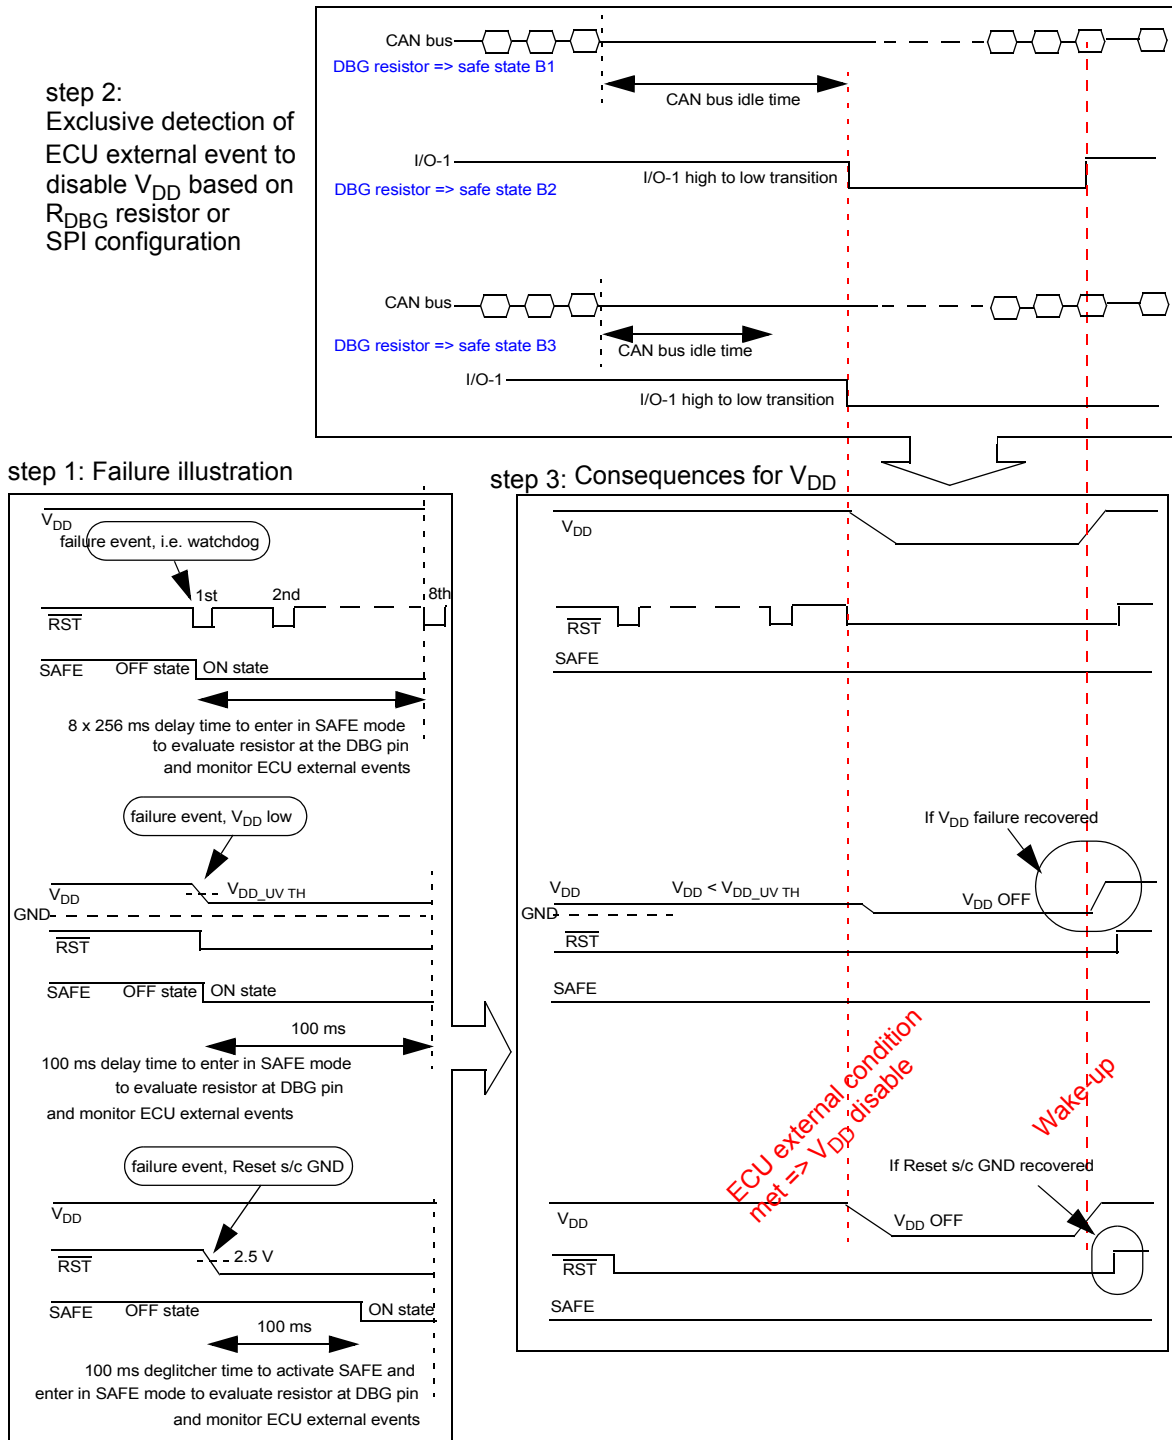 step 2:
Exclusive detection of
ECU external event to
disable VDD based on
RDBG resistor or
SPI configuration
CAN bus
DBG resistor => safe state B1
CAN bus idle time
I/O-1
I/O-1 high to low transition
DBG resistor => safe state B2
CAN bus
DBG resistor => safe state B3
CAN bus idle time
I/O-1
I/O-1 high to low transition
step 1: Failure illustration
VDD
failure event, i.e. watchdog
1st
2nd
8th
RST
SAFE
OFF state
ON state
8 x 256 ms delay time to enter in SAFE mode
to evaluate resistor at the DBG pin
and monitor ECU external events
failure event, VDD low
VDD
VDD_UV TH
GND
RST
SAFE
OFF state
ON state
100 ms
100 ms delay time to enter in SAFE mode
to evaluate resistor at DBG pin
and monitor ECU external events
failure event, Reset s/c GND
VDD
RST
2.5 V
SAFE
OFF state
ON state
100 ms
100 ms deglitcher time to activate SAFE and
enter in SAFE mode to evaluate resistor at DBG pin
and monitor ECU external events
step 3: Consequences for VDD
VDD
RST
SAFE
If VDD failure recovered
VDD
VDD < VDD_UV TH
VDD OFF
GND
RST
SAFE
ECU external condition
met => VDD disable
Wake-up
If Reset s/c GND recovered
VDD
VDD OFF
RST
SAFE